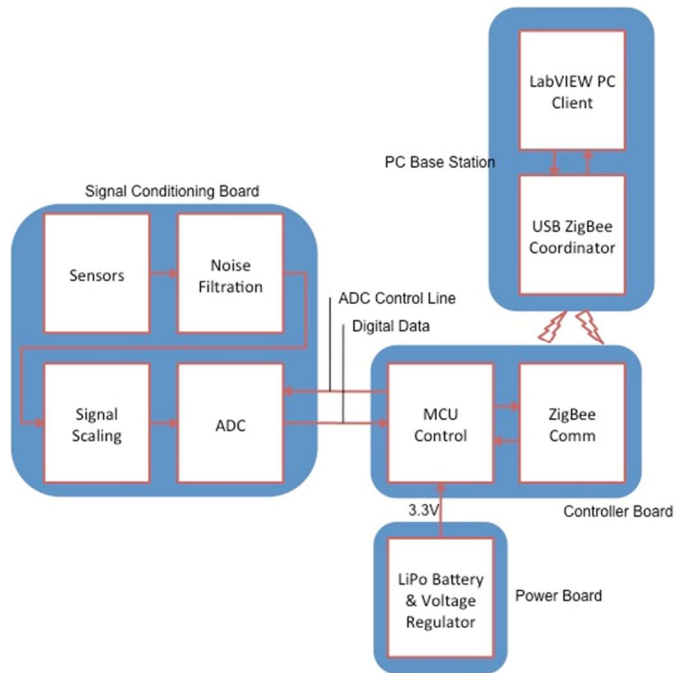 LabVIEW PC
Client
PC Base Station
USB ZigBee
Coordinator
Signal Conditioning Board
Sensors
Noise
Filtration
ADC Control Line
Digital Data
Signal
Scaling
ADC
MCU
Control
ZigBee
Comm
3.3V
Controller Board
LiPo Battery
& Voltage
Regulator
Power Board